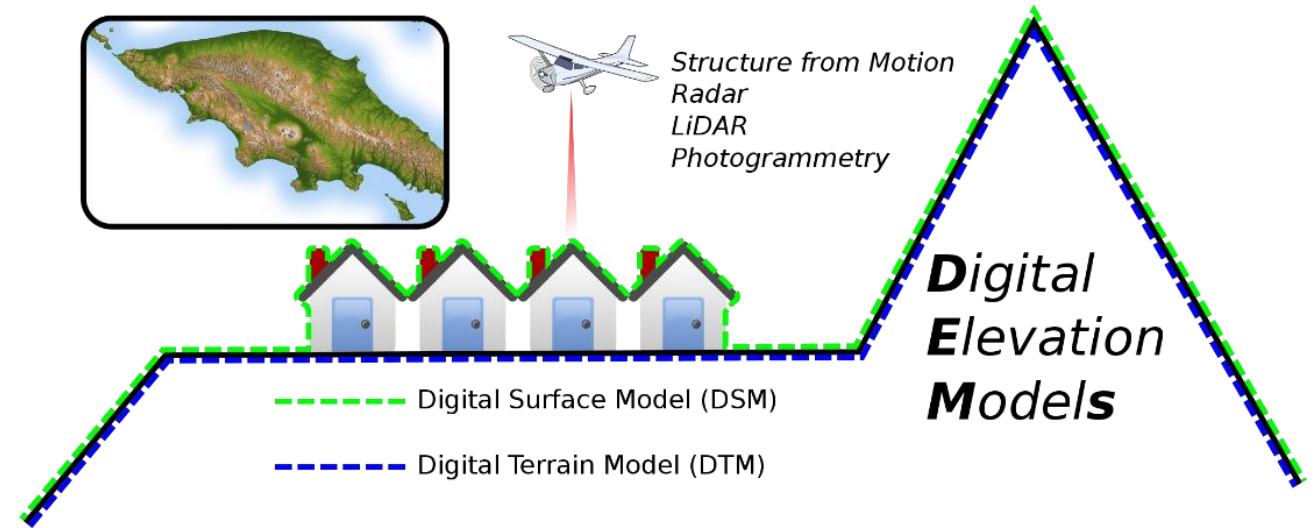 Structure from Motion
Radar
LiDAR
Photogrammetry
Digital
Elevation
Models
Digital Surface Model (DSM)
Digital Terrain Model (DTM)